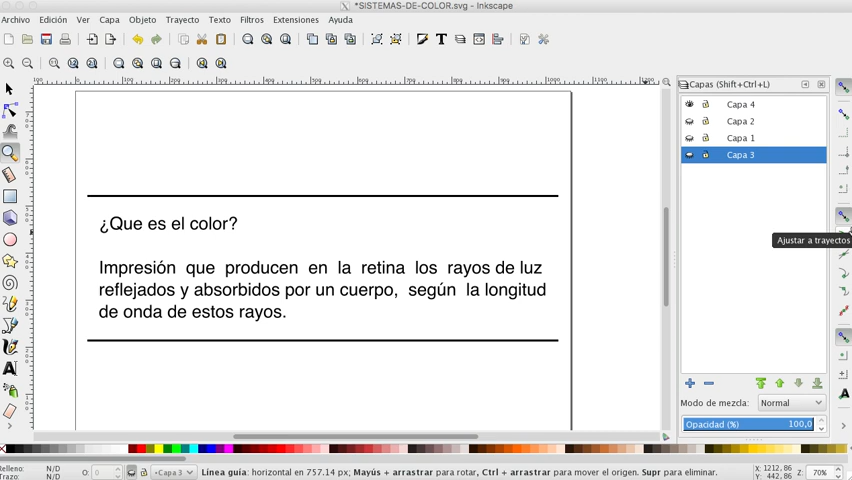 *SISTEMAS-DE-COLOR.svg - Inkscape
Archivo Edición Ver Capa Objeto Trayecto Texto Filtros Extensiones Ayuda
Capas (Shift+Ctrl+L)
Capa 4
Capa 2
Capa 1
Capa 3
¿Que es el color?
Ajustar a trayectos
Impresión que producen en la retina los rayos de luz
reflejados y absorbidos por un cuerpo, según la longitud
de onda de estos rayos.
Modo de mezcla: Normal
Opacidad (%) 100,0
Relleno: N/D
Trazo: N/D
O: 0
Capa 3
Línea guía: horizontal en 757.14 px; Mayús + arrastrar para rotar, Ctrl + arrastrar para mover el origen. Supr para eliminar.
X: 1212,86
Y: 442,86
Z: 70%